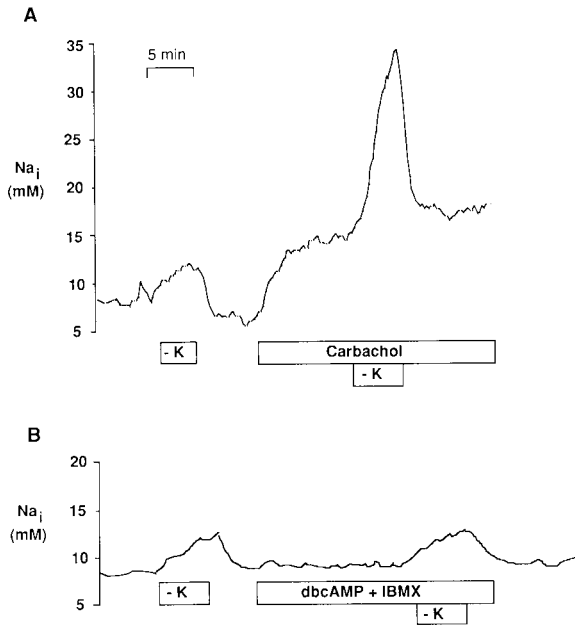 A
5 min
35
30
25
20
15
10
5
Na i
(mM)
- K
Carbachol
- K
B
20
15
10
5
Na i
(mM)
- K
dbcAMP + IBMX
- K